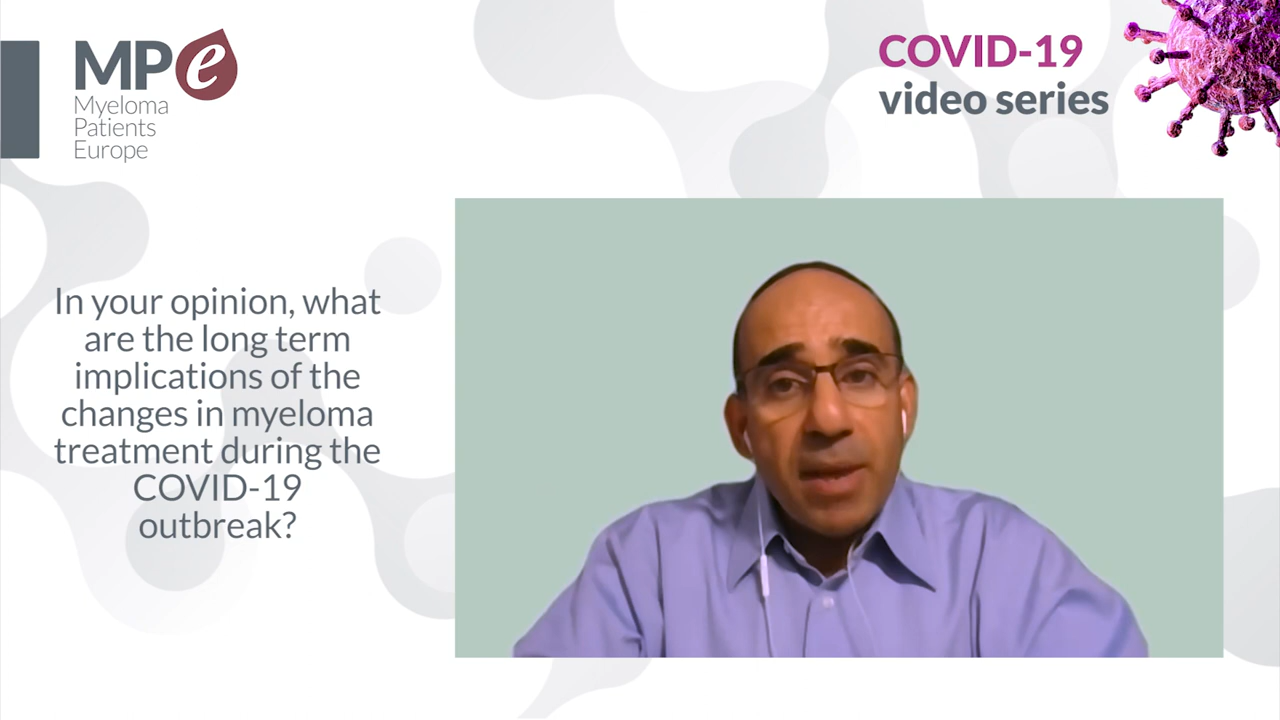 MPe
Myeloma
Patients
Europe
COVID-19
video series
In your opinion, what
are the long term
implications of the
changes in myeloma
treatment during the
COVID-19
outbreak?